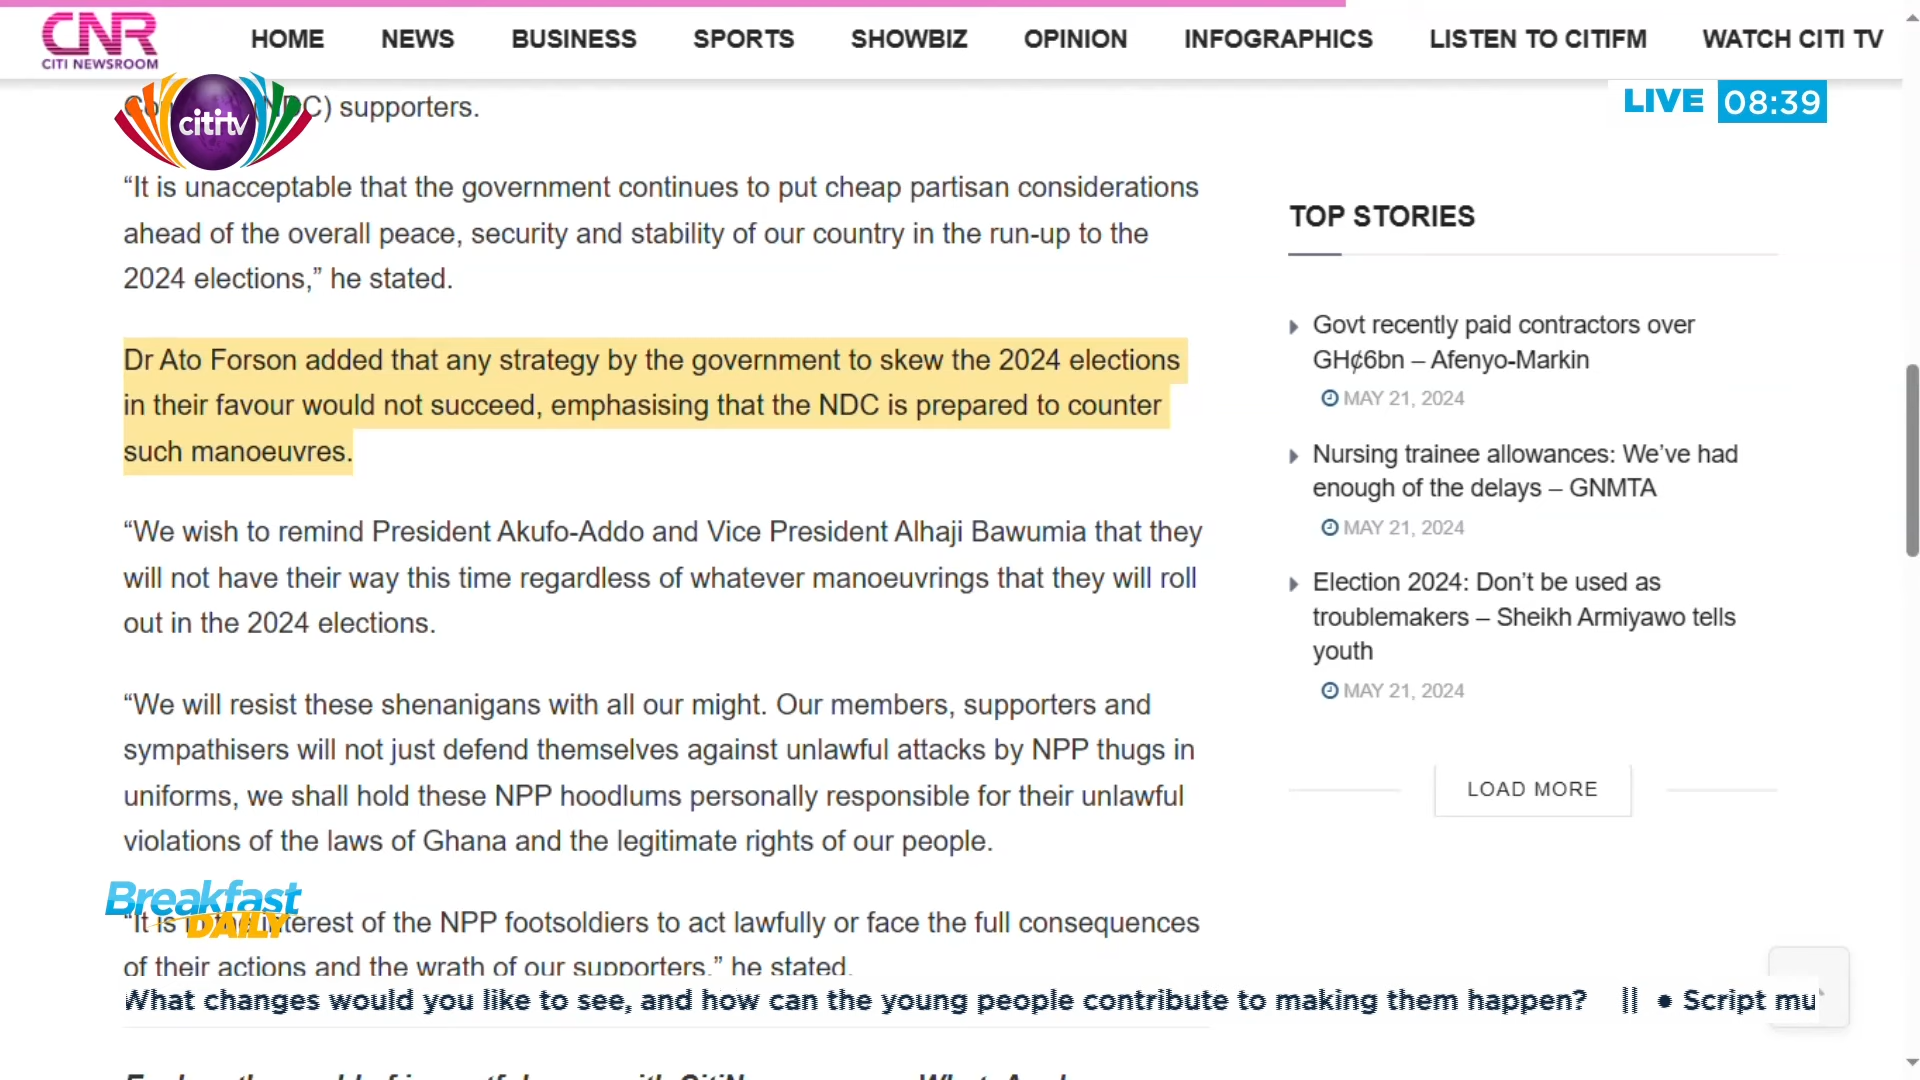 CNR
CITI NEWSROOM
HOME NEWS BUSINESS SPORTS SHOWBIZ OPINION INFOGRAPHICS LISTEN TO CITIFM WATCH CITI TV
LIVE 08:39
cititv
supporters.
“It is unacceptable that the government continues to put cheap partisan considerations
ahead of the overall peace, security and stability of our country in the run-up to the
2024 elections,” he stated.
Dr Ato Forson added that any strategy by the government to skew the 2024 elections
in their favour would not succeed, emphasising that the NDC is prepared to counter
such manoeuvres.
“We wish to remind President Akufo-Addo and Vice President Alhaji Bawumia that they
will not have their way this time regardless of whatever manoeuvrings that they will roll
out in the 2024 elections.
“We will resist these shenanigans with all our might. Our members, supporters and
sympathisers will not just defend themselves against unlawful attacks by NPP thugs in
uniforms, we shall hold these NPP hoodlums personally responsible for their unlawful
violations of the laws of Ghana and the legitimate rights of our people.
“It is in the interest of the NPP footsoldiers to act lawfully or face the full consequences
of their actions and the wrath of our supporters,” he stated.
TOP STORIES
Govt recently paid contractors over
GH¢6bn – Afenyo-Markin
MAY 21, 2024
Nursing trainee allowances: We’ve had
enough of the delays – GNMTA
MAY 21, 2024
Election 2024: Don’t be used as
troublemakers – Sheikh Armiyawo tells
youth
MAY 21, 2024
LOAD MORE
Breakfast
DAILY
What changes would you like to see, and how can the young people contribute to making them happen? || • Script mu